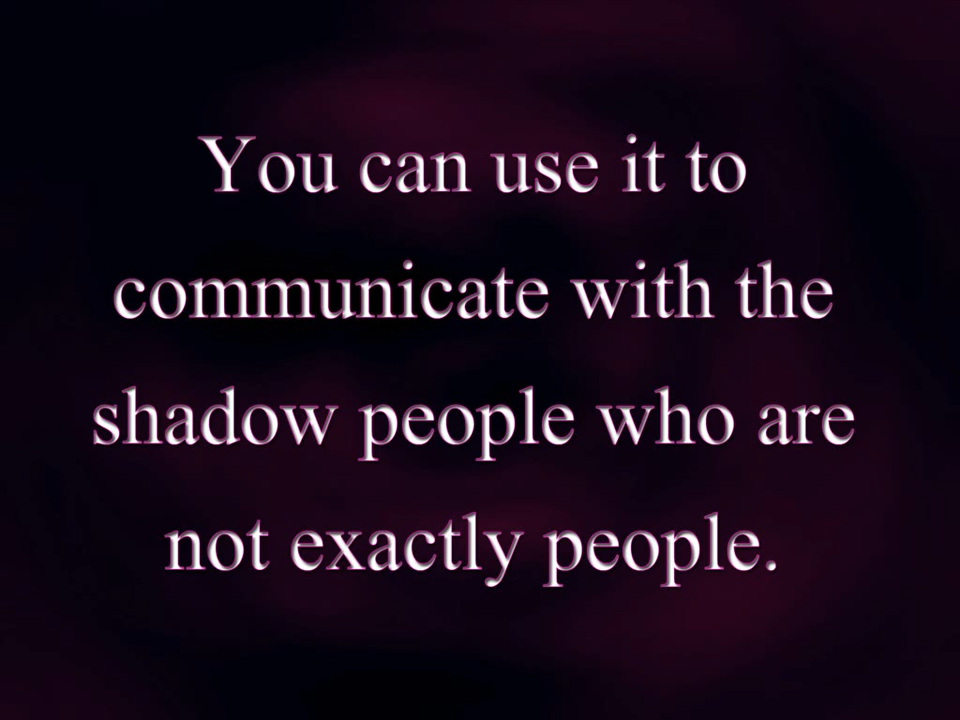 You can use it to
communicate with the
shadow people who are
not exactly people.